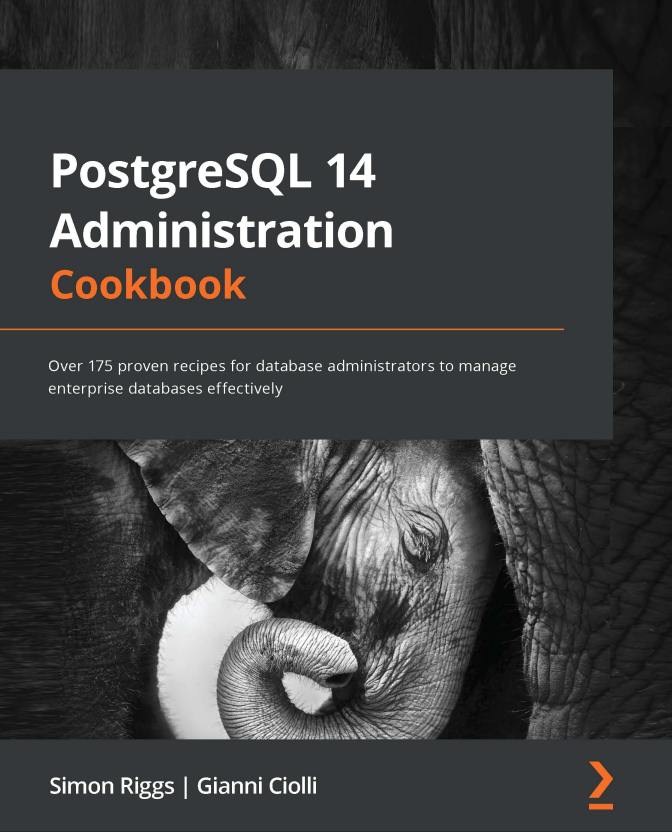 PostgreSQL 14
Administration
Cookbook
Over 175 proven recipes for database administrators to manage
enterprise databases effectively
Simon Riggs | Gianni Ciolli